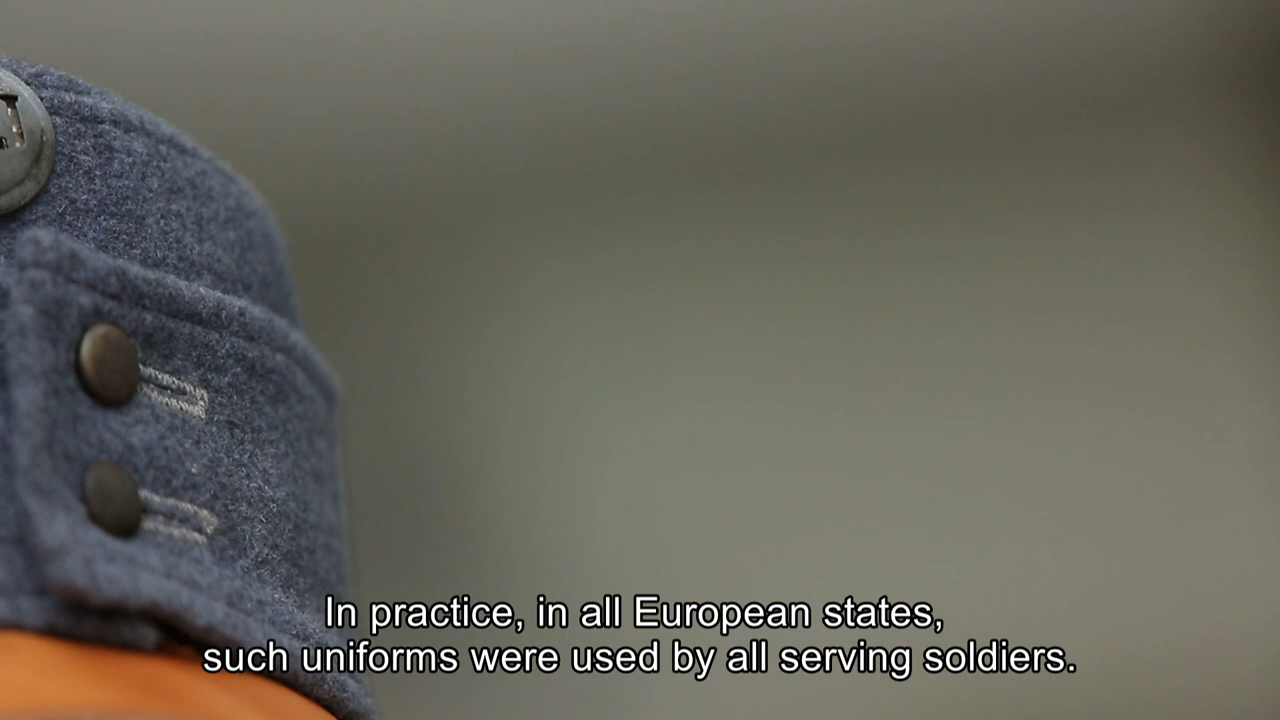 In practice, in all European states,
such uniforms were used by all serving soldiers.